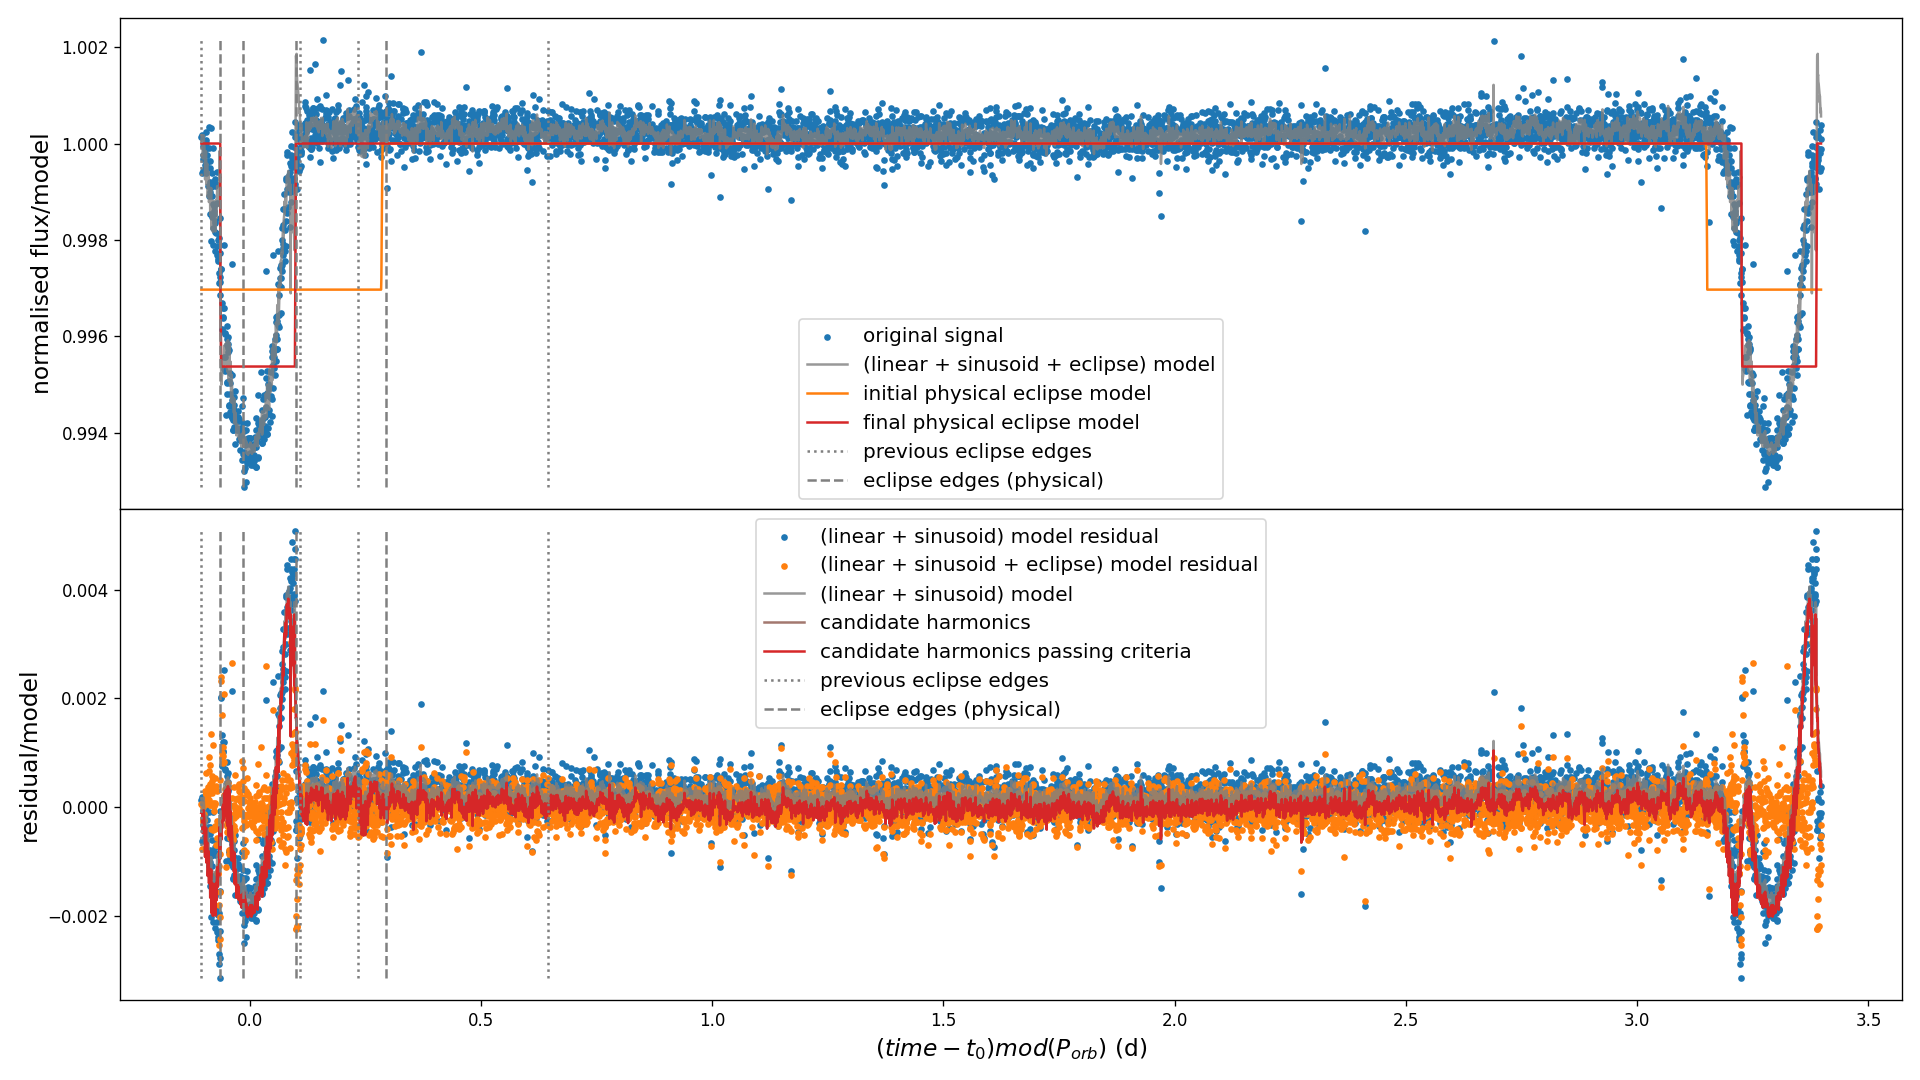 1.002
1.000
0.998
0.996
0.994
normalised flux/model
original signal
(linear + sinusoid + eclipse) model
initial physical eclipse model
final physical eclipse model
previous eclipse edges
eclipse edges (physical)
0.004
0.002
0.000
−0.002
residual/model
(linear + sinusoid) model residual
(linear + sinusoid + eclipse) model residual
(linear + sinusoid) model
candidate harmonics
candidate harmonics passing criteria
previous eclipse edges
eclipse edges (physical)
0.0 0.5 1.0 1.5 2.0 2.5 3.0 3.5
(time − t₀)mod(Pₒᵣb) (d)